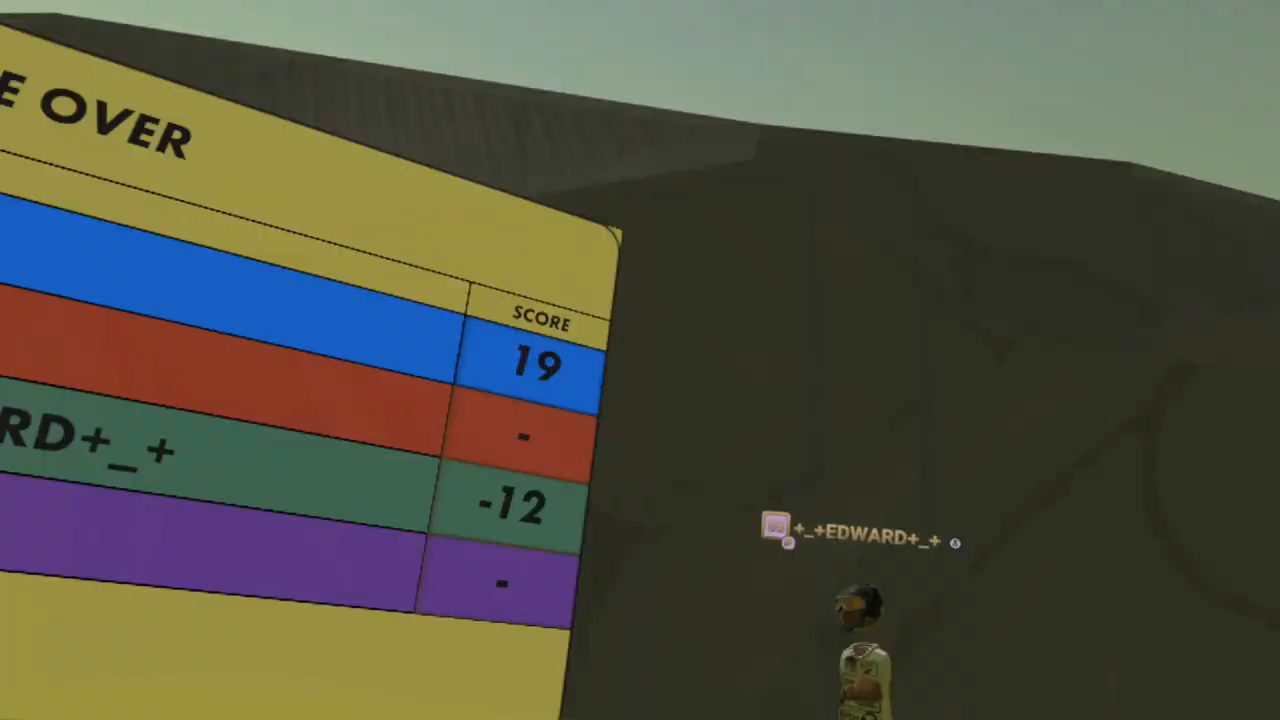 E OVER
SCORE
19
-
RD+_+
-12
-
+_+EDWARD+_+